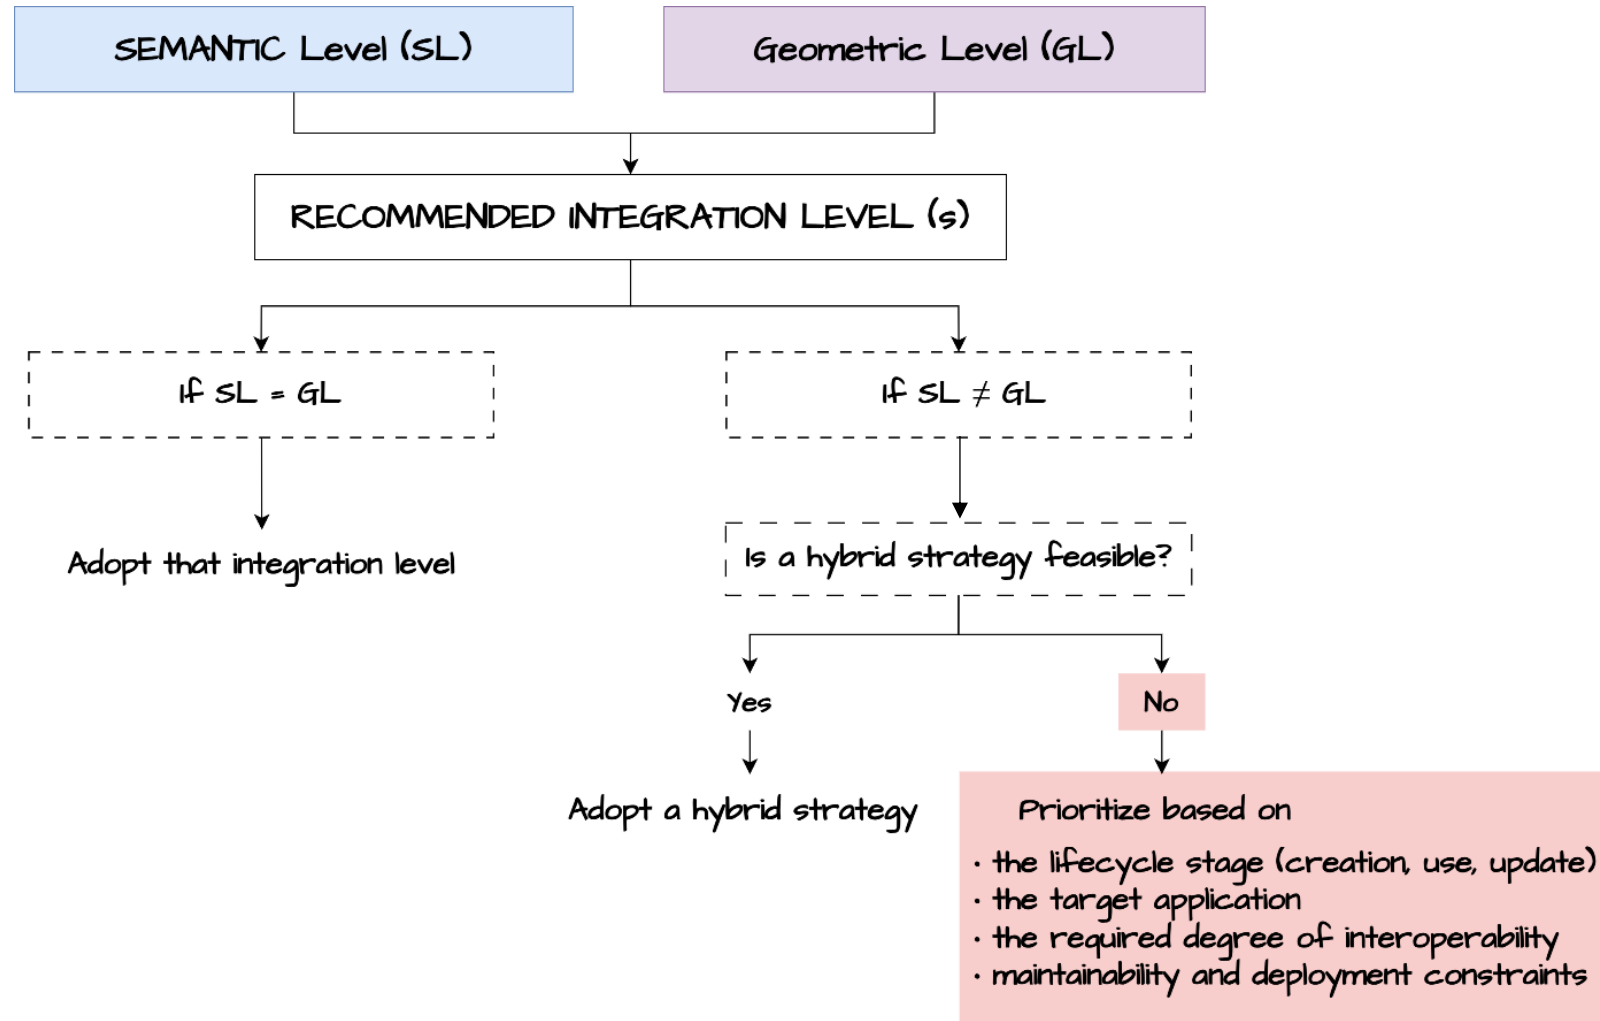 SEMANTIC Level (SL)
Geometric Level (GL)
RECOMMENDED INTEGRATION LEVEL (s)
If SL = GL
If SL ≠ GL
Adopt that integration level
Is a hybrid strategy feasible?
Yes
No
Adopt a hybrid strategy
Prioritize based on
· the lifecycle stage (creation, use, update)
· the target application
· the required degree of interoperability
· maintainability and deployment constraints